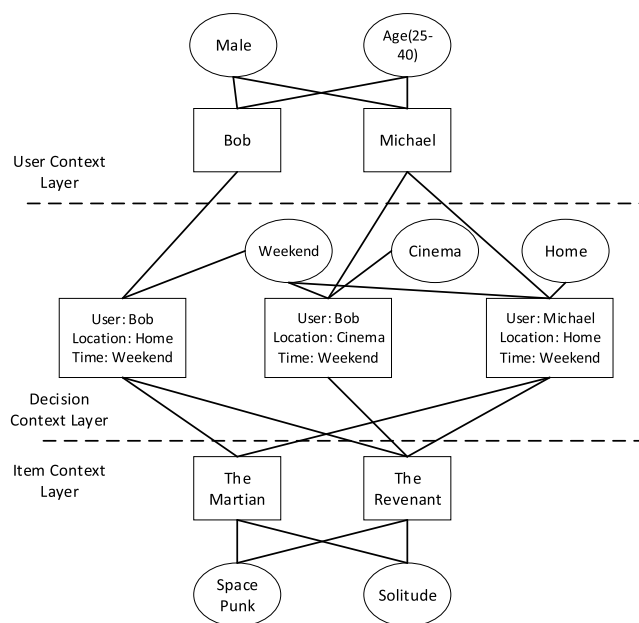 Male
Age(25-
40)
Bob
Michael
User Context
Layer
Weekend
Cinema
Home
User: Bob
Location: Home
Time: Weekend
User: Bob
Location: Cinema
Time: Weekend
User: Michael
Location: Home
Time: Weekend
Decision
Context Layer
Item Context
Layer
The
Martian
The
Revenant
Space
Punk
Solitude